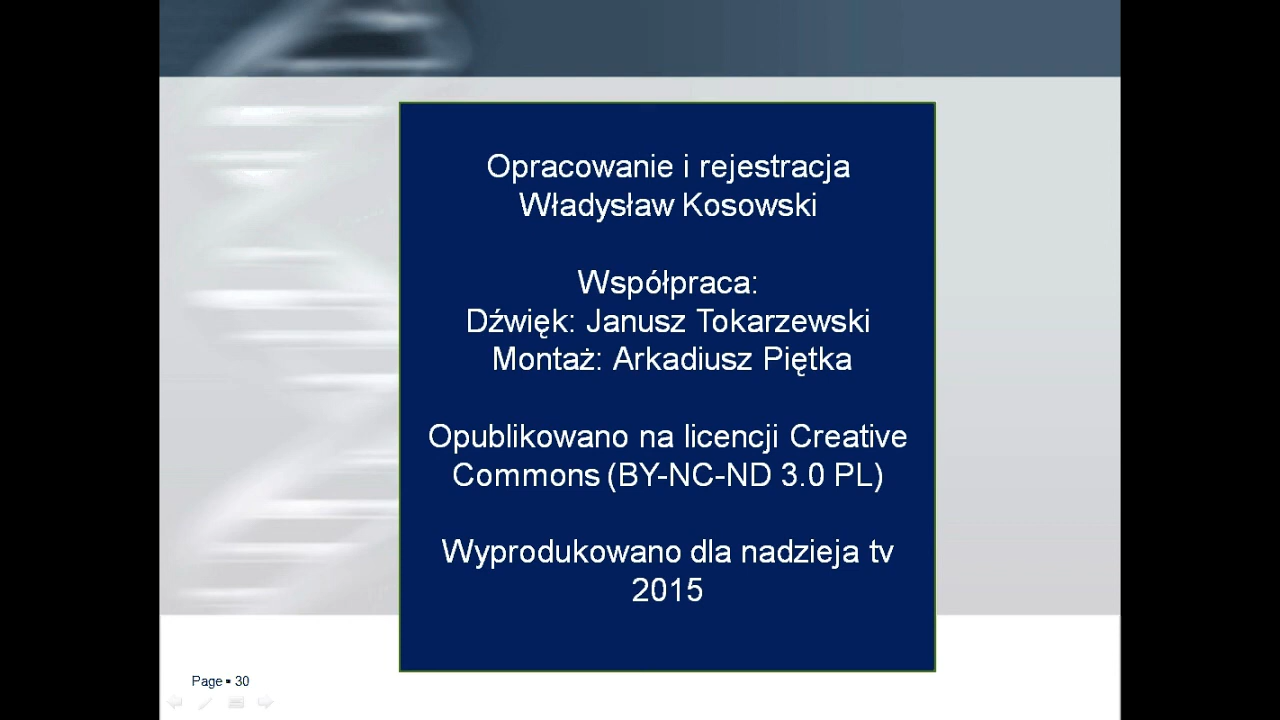 Opracowanie i rejestracja
Władysław Kosowski
Współpraca:
Dźwięk: Janusz Tokarzewski
Montaż: Arkadiusz Piętka
Opublikowano na licencji Creative
Commons (BY-NC-ND 3.0 PL)
Wyprodukowano dla nadzieja tv
2015
Page ▪ 30